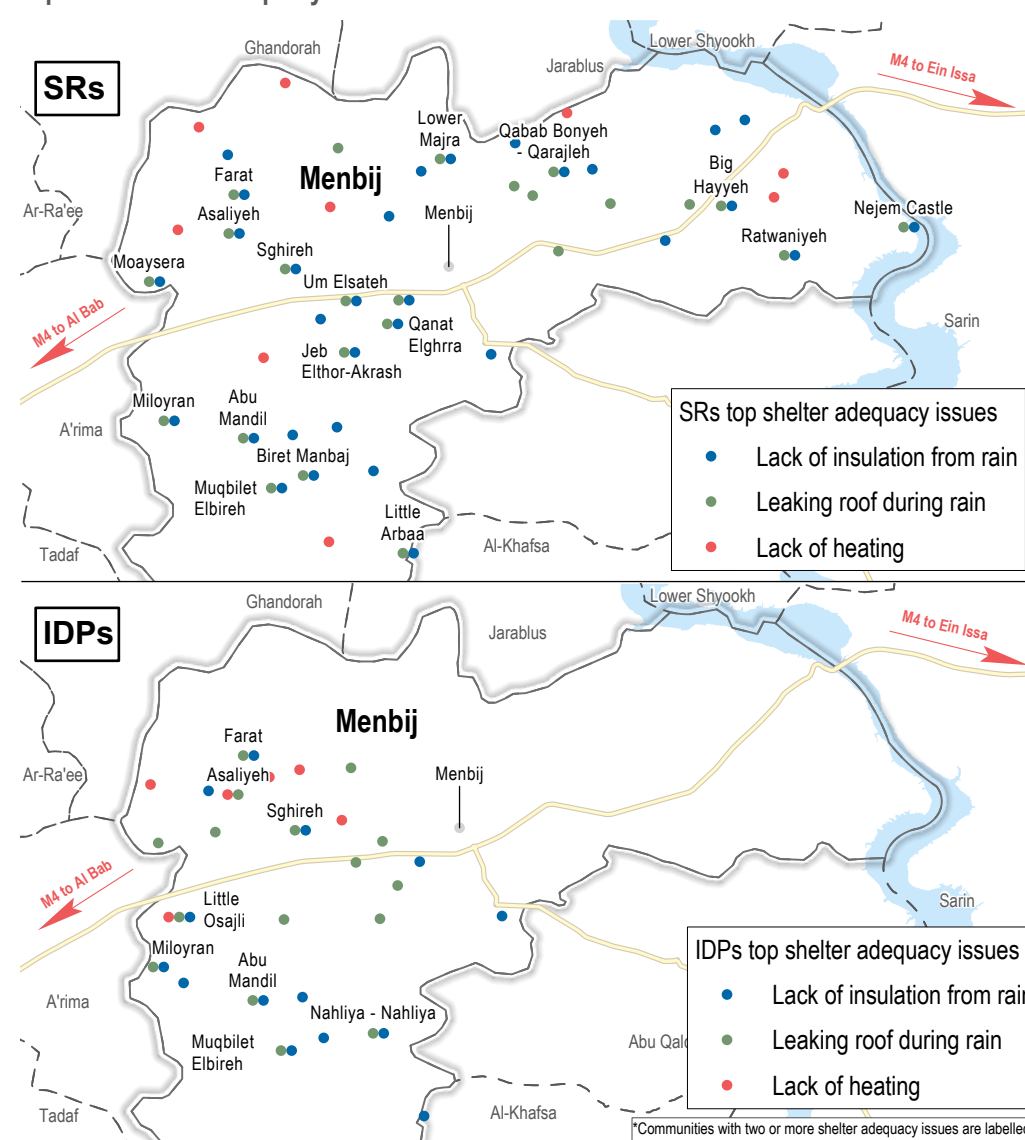 Ghandorah
Lower Shyookh
SRs
Jarablus
M4 to Ein Issa
Lower
Majra
Qabab Bonyeh
- Qarajleh
Farat
Menbij
Big
Hayyeh
Ar-Ra'ee
Asaliyeh
Menbij
Nejem Castle
Sghireh
Ratwaniyeh
Moaysera
Um Elsateh
M4 to Al Bab
Qanat
Elghrra
Sarin
Jeb
Elthor-Akrash
Miloyran
Abu
Mandil
A'rima
SRs top shelter adequacy issues
Lack of insulation from rain
Biret Manbaj
Muqbilet
Elbireh
Leaking roof during rain
Little
Arbaa
Tadaf
Al-Khafsa
Lack of heating
Ghandorah
Lower Shyookh
IDPs
Jarablus
M4 to Ein Issa
Menbij
Farat
Ar-Ra'ee
Asaliyeh
Menbij
Sghireh
M4 to Al Bab
Little
Osajli
Sarin
Miloyran
IDPs top shelter adequacy issues
Abu
Mandil
A'rima
Lack of insulation from rain
Nahliya - Nahliya
Muqbilet
Elbireh
Abu Qalq
Leaking roof during rain
Lack of heating
Tadaf
Al-Khafsa
*Communities with two or more shelter adequacy issues are labelled